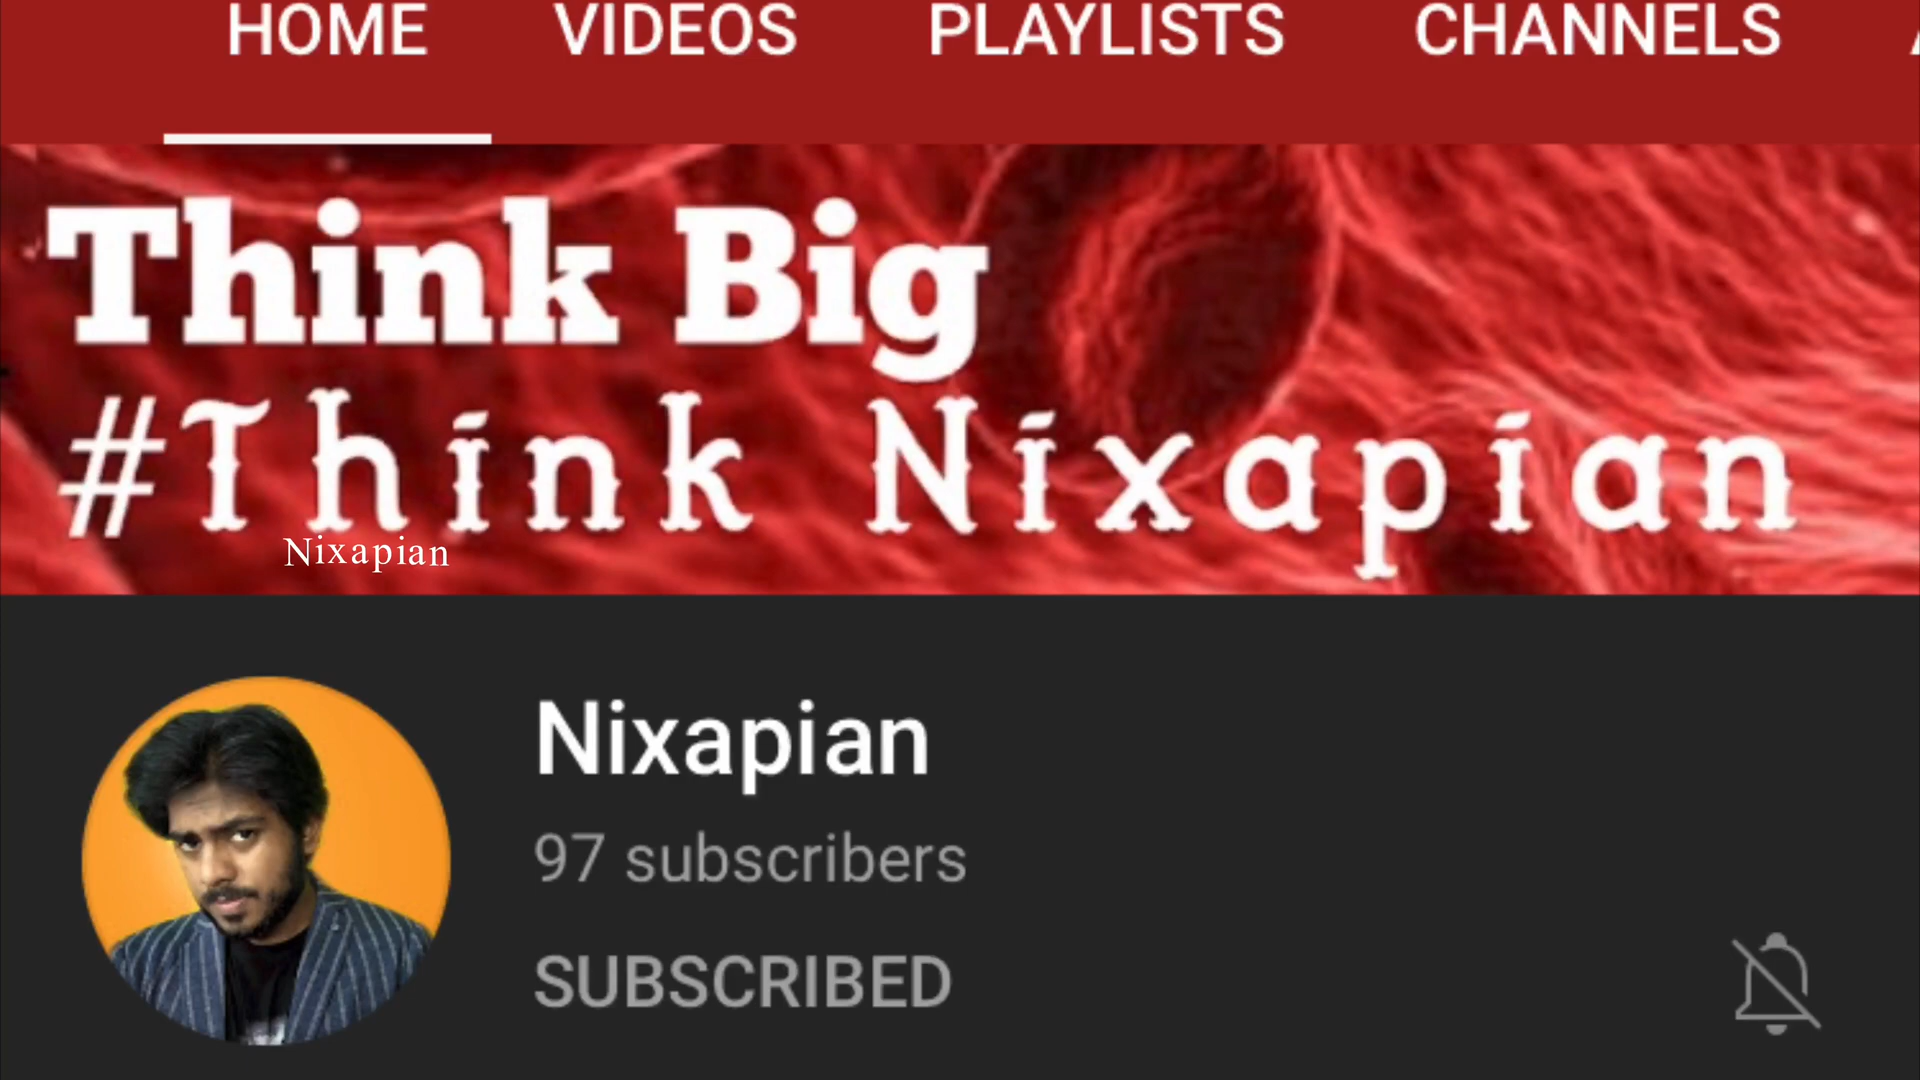 HOME VIDEOS PLAYLISTS CHANNELS
Think Big
#Think Nixapian
Nixapian
Nixapian
97 subscribers
SUBSCRIBED